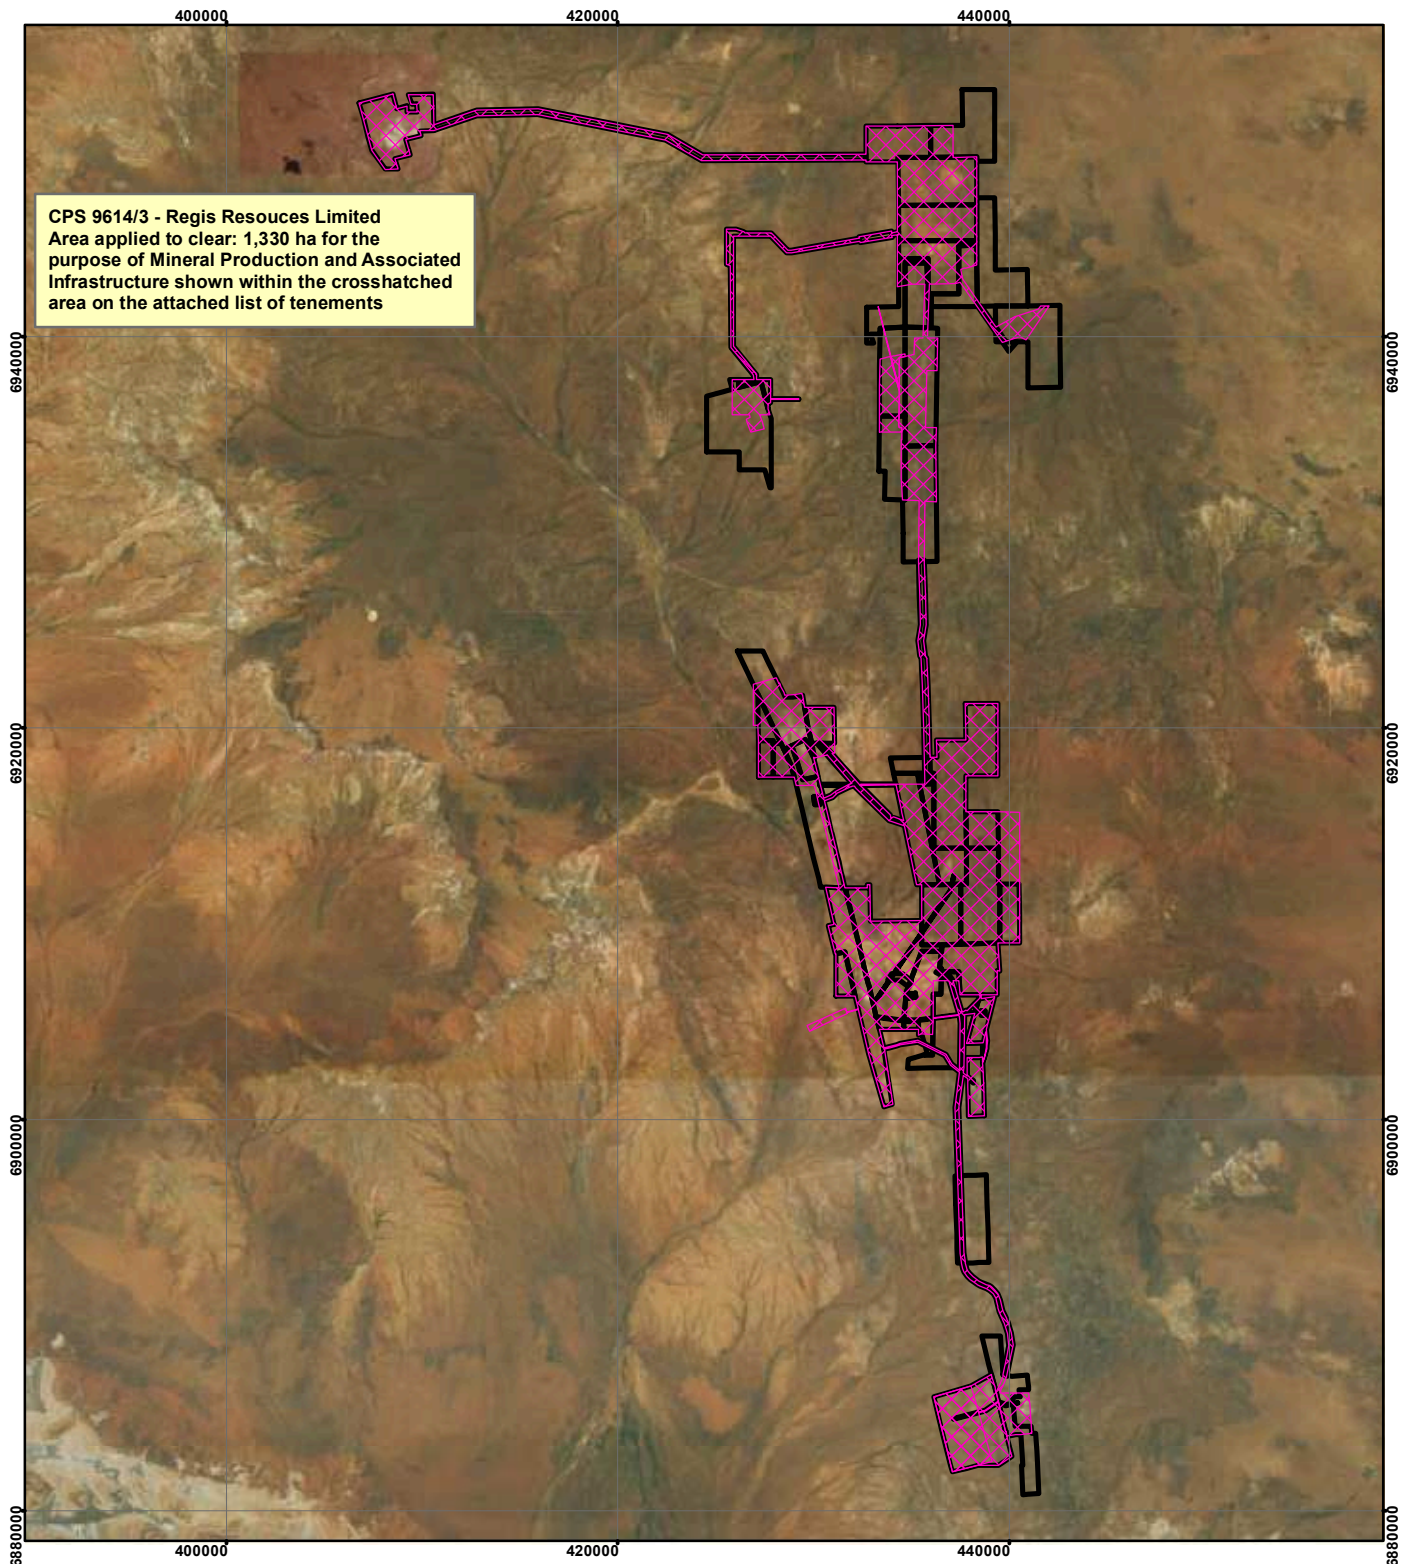 400000
420000
440000
CPS 9614/3 - Regis Resouces Limited
Area applied to clear: 1,330 ha for the
purpose of Mineral Production and Associated
Infrastructure shown within the crosshatched
area on the attached list of tenements
6940000
6940000
6920000
6920000
6900000
6900000
6880000
6880000
400000
420000
440000